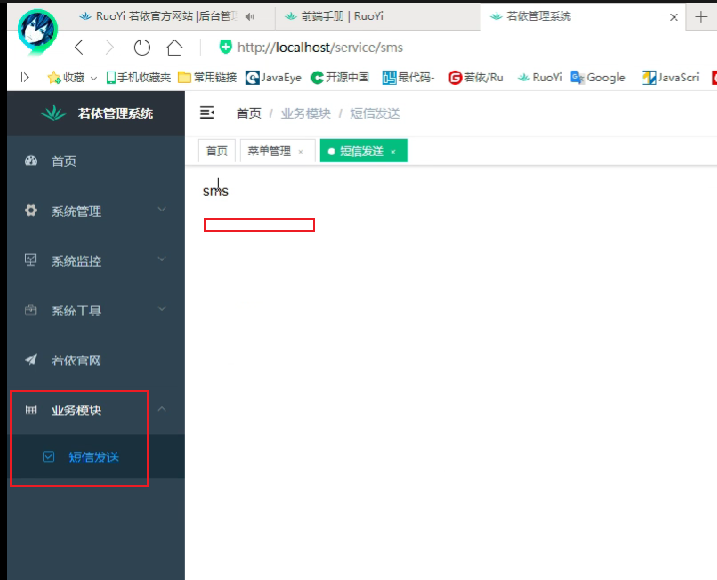 RuoYi 若依官方网站 |后台管
前端手册 | RuoYi
若依管理系统
http://localhost/service/sms
收藏
手机收藏夹
常用链接
JavaEye
开源中国
最代码-
若依/Ru
RuoYi
Google
JavaScri
若依管理系统
首页 / 业务模块 / 短信发送
首页
菜单管理
短信发送
首页
系统管理
系统监控
系统工具
若依官网
业务模块
短信发送
sms